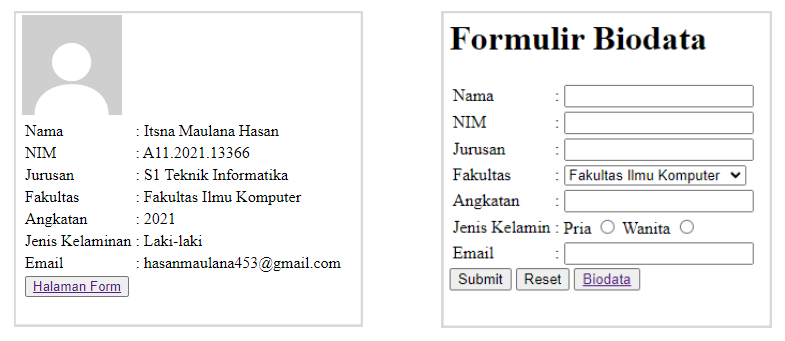 Nama : Itsna Maulana Hasan
NIM : A11.2021.13366
Jurusan : S1 Teknik Informatika
Fakultas : Fakultas Ilmu Komputer
Angkatan : 2021
Jenis Kelaminan : Laki-laki
Email : hasanmaulana453@gmail.com
Halaman Form
Formulir Biodata
Nama :
NIM :
Jurusan :
Fakultas : Fakultas Ilmu Komputer
Angkatan :
Jenis Kelamin : Pria Wanita
Email :
Submit Reset Biodata